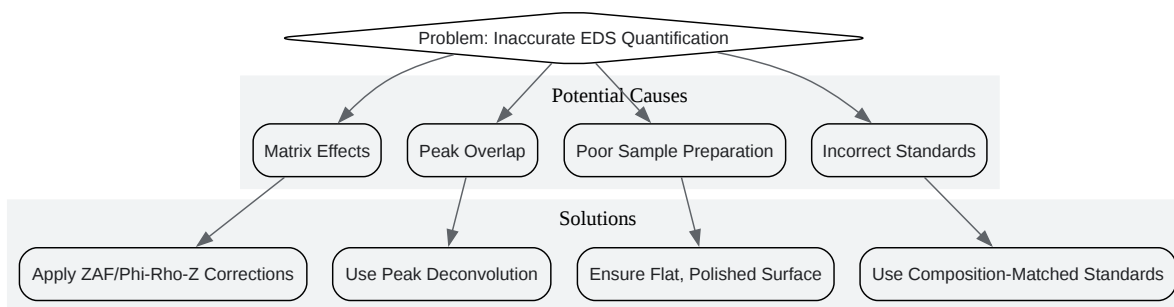 Problem: Inaccurate EDS Quantification
Potential Causes
Matrix Effects
Peak Overlap
Poor Sample Preparation
Incorrect Standards
Solutions
Apply ZAF/Phi-Rho-Z Corrections
Use Peak Deconvolution
Ensure Flat, Polished Surface
Use Composition-Matched Standards